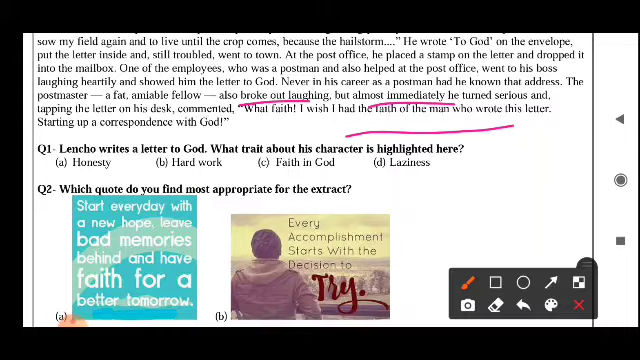 sow my field again and to live until the crop comes, because the hailstorm...." He wrote 'To God' on the envelope,
put the letter inside and, still troubled, went to town. At the post office, he placed a stamp on the letter and dropped it
into the mailbox. One of the employees, who was a postman and also helped at the post office, went to his boss
laughing heartily and showed him the letter to God. Never in his career as a postman had he known that address. The
postmaster – a fat, amiable fellow – also broke out laughing, but almost immediately he turned serious and,
tapping the letter on his desk, commented, "What faith! I wish I had the faith of the man who wrote this letter.
Starting up a correspondence with God!"
Q1- Lencho writes a letter to God. What trait about his character is highlighted here?
(a) Honesty (b) Hard work (c) Faith in God (d) Laziness
Q2- Which quote do you find most appropriate for the extract?
Start everyday with
a new hope, leave
bad memories
behind and have
faith for a
better tomorrow.
(a)
Every
Accomplishment
Starts With the
Decision to
Try.
(b)